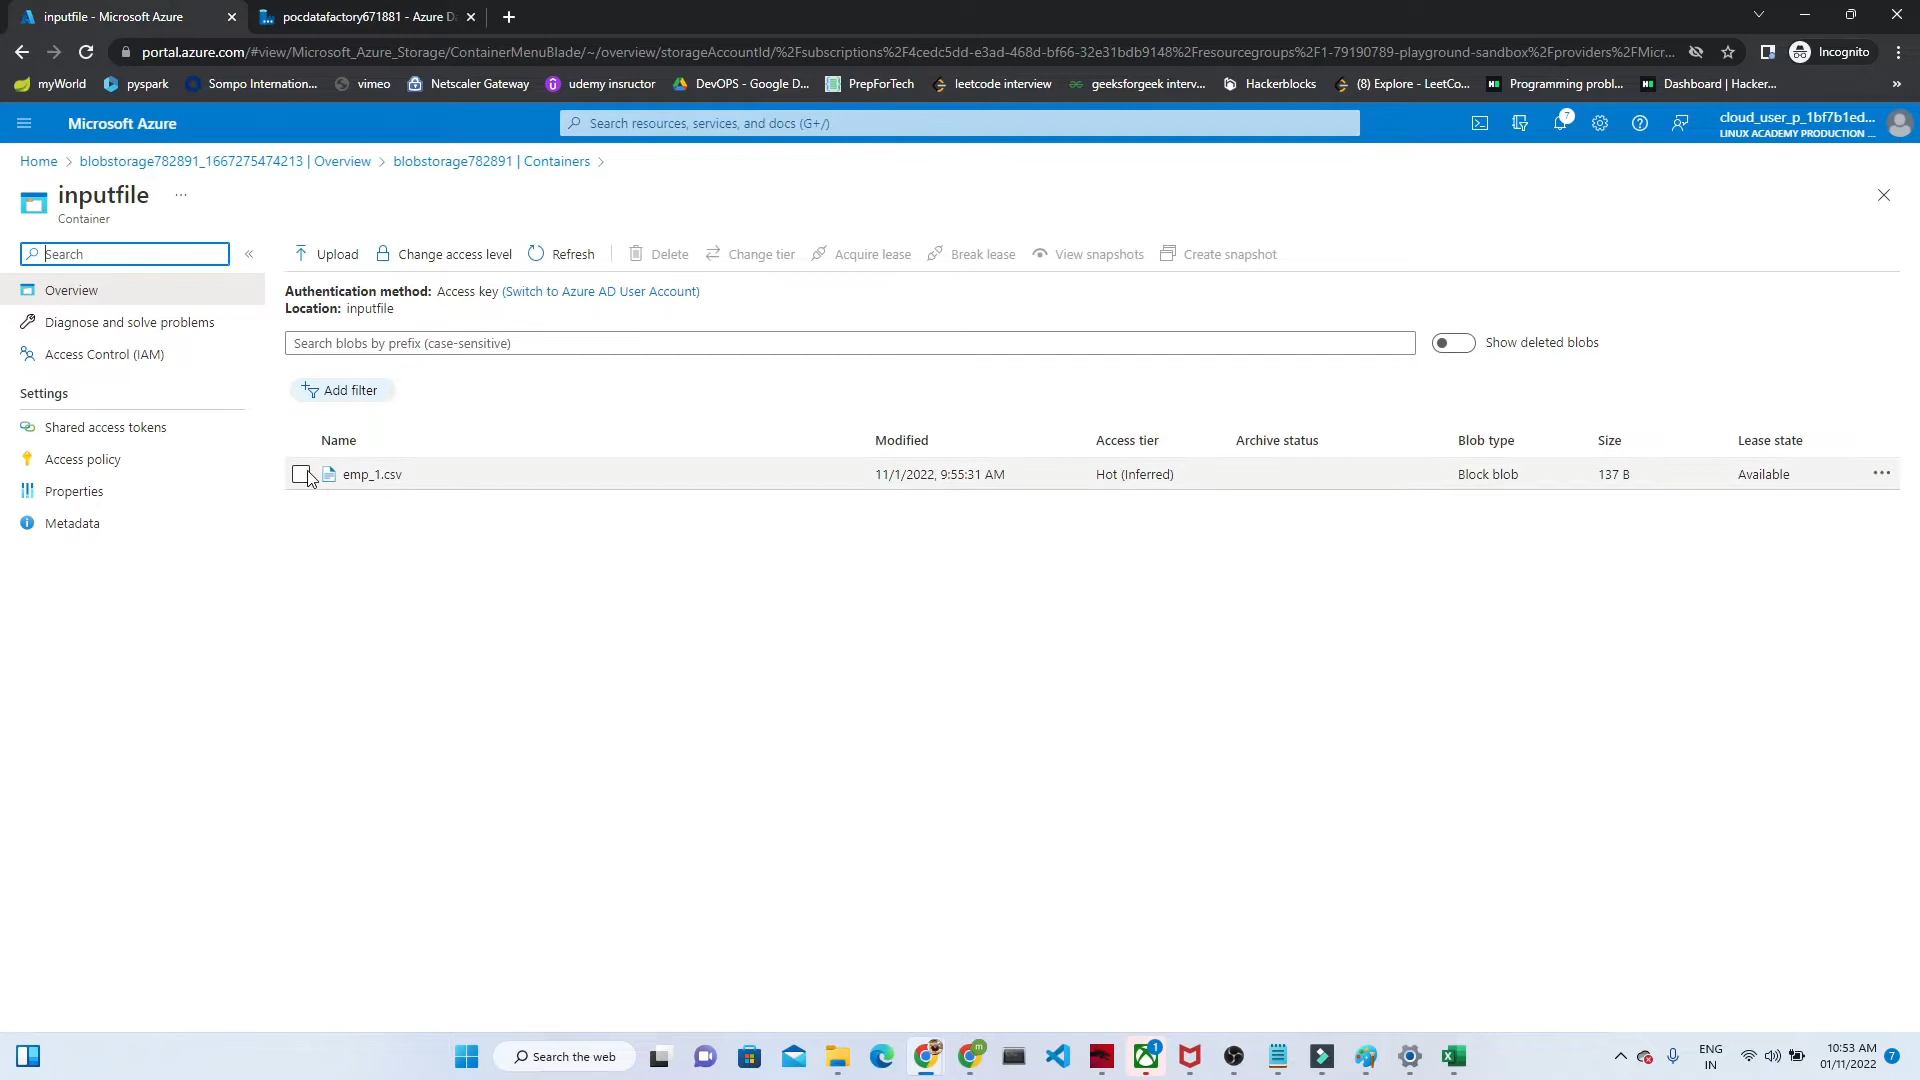 inputfile - Microsoft Azure
pocdatafactory671881 - Azure Da
portal.azure.com/#view/Microsoft_Azure_Storage/ContainerMenuBlade/~/overview/storageAccountId/%2Fsubscriptions%2F4cedc5dd-e3ad-468d-bf66-32e31bdb9148%2Fresourcegroups%2F1-79190789-playground-sandbox%2Fproviders%2FMicr...
Incognito
myWorld pyspark Sompo Internation... vimeo Netscaler Gateway udemy insructor DevOPS - Google D... PrepForTech leetcode interview geeksforgeek interv... Hackerblocks (8) Explore - LeetCo... Programming probl... Dashboard | Hacker... »
Microsoft Azure
Search resources, services, and docs (G+/)
7
cloud_user_p_1bf7b1ed...
LINUX ACADEMY PRODUCTION ...
Home > blobstorage782891_1667275474213 | Overview > blobstorage782891 | Containers >
inputfile ...
Container
Search «
Upload Change access level Refresh Delete Change tier Acquire lease Break lease View snapshots Create snapshot
Overview
Diagnose and solve problems
Access Control (IAM)
Settings
Shared access tokens
Access policy
Properties
Metadata
Authentication method: Access key (Switch to Azure AD User Account)
Location: inputfile
Search blobs by prefix (case-sensitive)
Show deleted blobs
Add filter
Name Modified Access tier Archive status Blob type Size Lease state
emp_1.csv 11/1/2022, 9:55:31 AM Hot (Inferred) Block blob 137 B Available ...
Search the web
m
1
ENG
IN
10:53 AM
01/11/2022
7